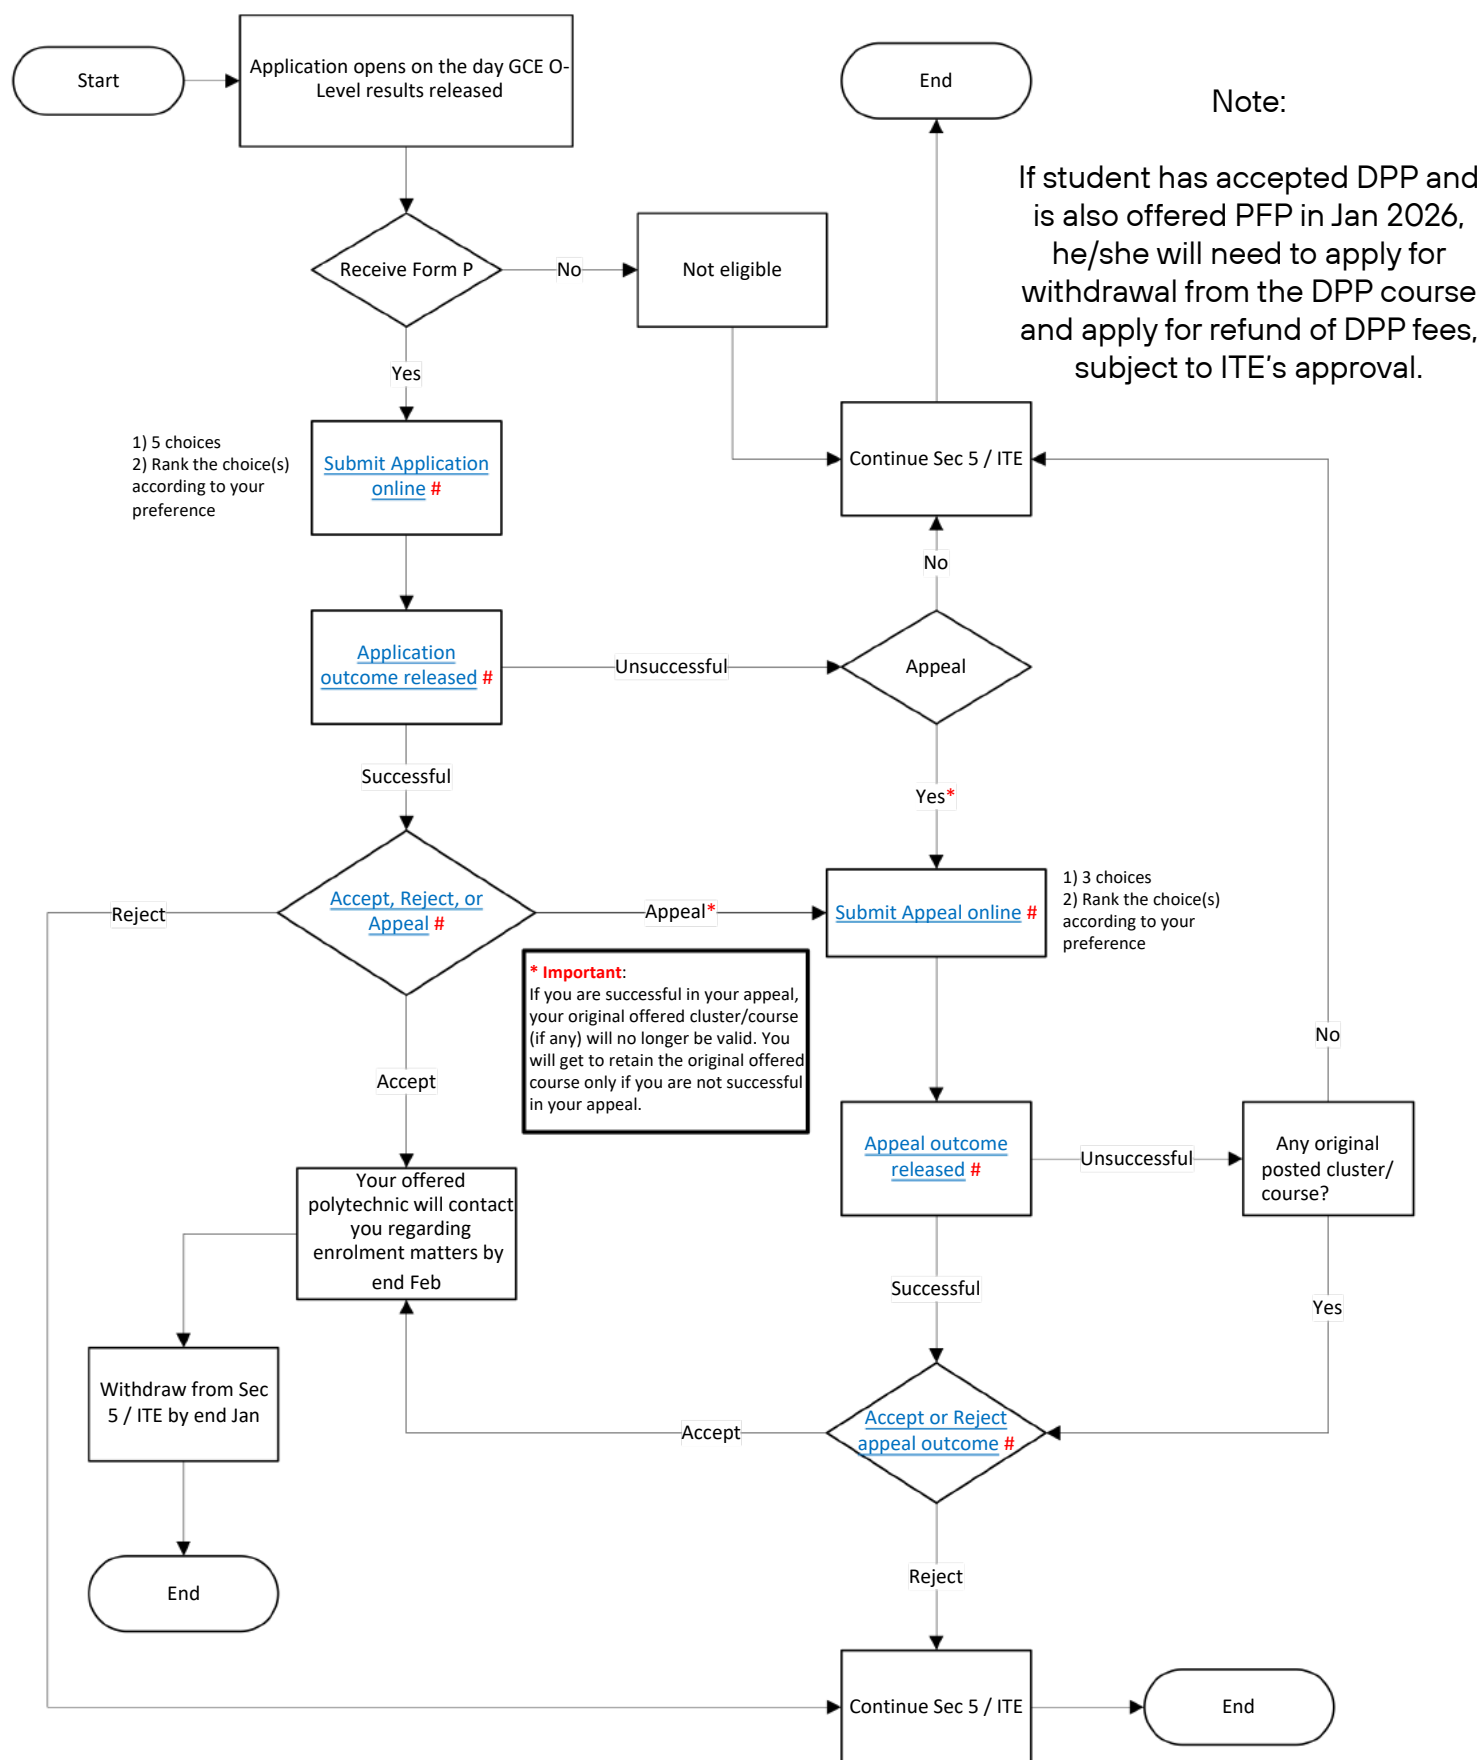 Start
Application opens on the day GCE O-
Level results released
End
Note:
If student has accepted DPP and
is also offered PFP in Jan 2026,
he/she will need to apply for
withdrawal from the DPP course
and apply for refund of DPP fees,
subject to ITE’s approval.
Receive Form P
No
Not eligible
Yes
1) 5 choices
2) Rank the choice(s)
according to your
preference
Submit Application
online #
Continue Sec 5 / ITE
No
Application
outcome released #
Unsuccessful
Appeal
Successful
Yes*
Accept, Reject, or
Appeal #
Reject
Appeal*
Submit Appeal online #
1) 3 choices
2) Rank the choice(s)
according to your
preference
* Important:
If you are successful in your appeal,
your original offered cluster/course
(if any) will no longer be valid. You
will get to retain the original offered
course only if you are not successful
in your appeal.
No
Accept
Appeal outcome
released #
Unsuccessful
Any original
posted cluster/
course?
Your offered
polytechnic will contact
you regarding
enrolment matters by
end Feb
Successful
Yes
Withdraw from Sec
5 / ITE by end Jan
Accept
Accept or Reject
appeal outcome #
End
Reject
Continue Sec 5 / ITE
End